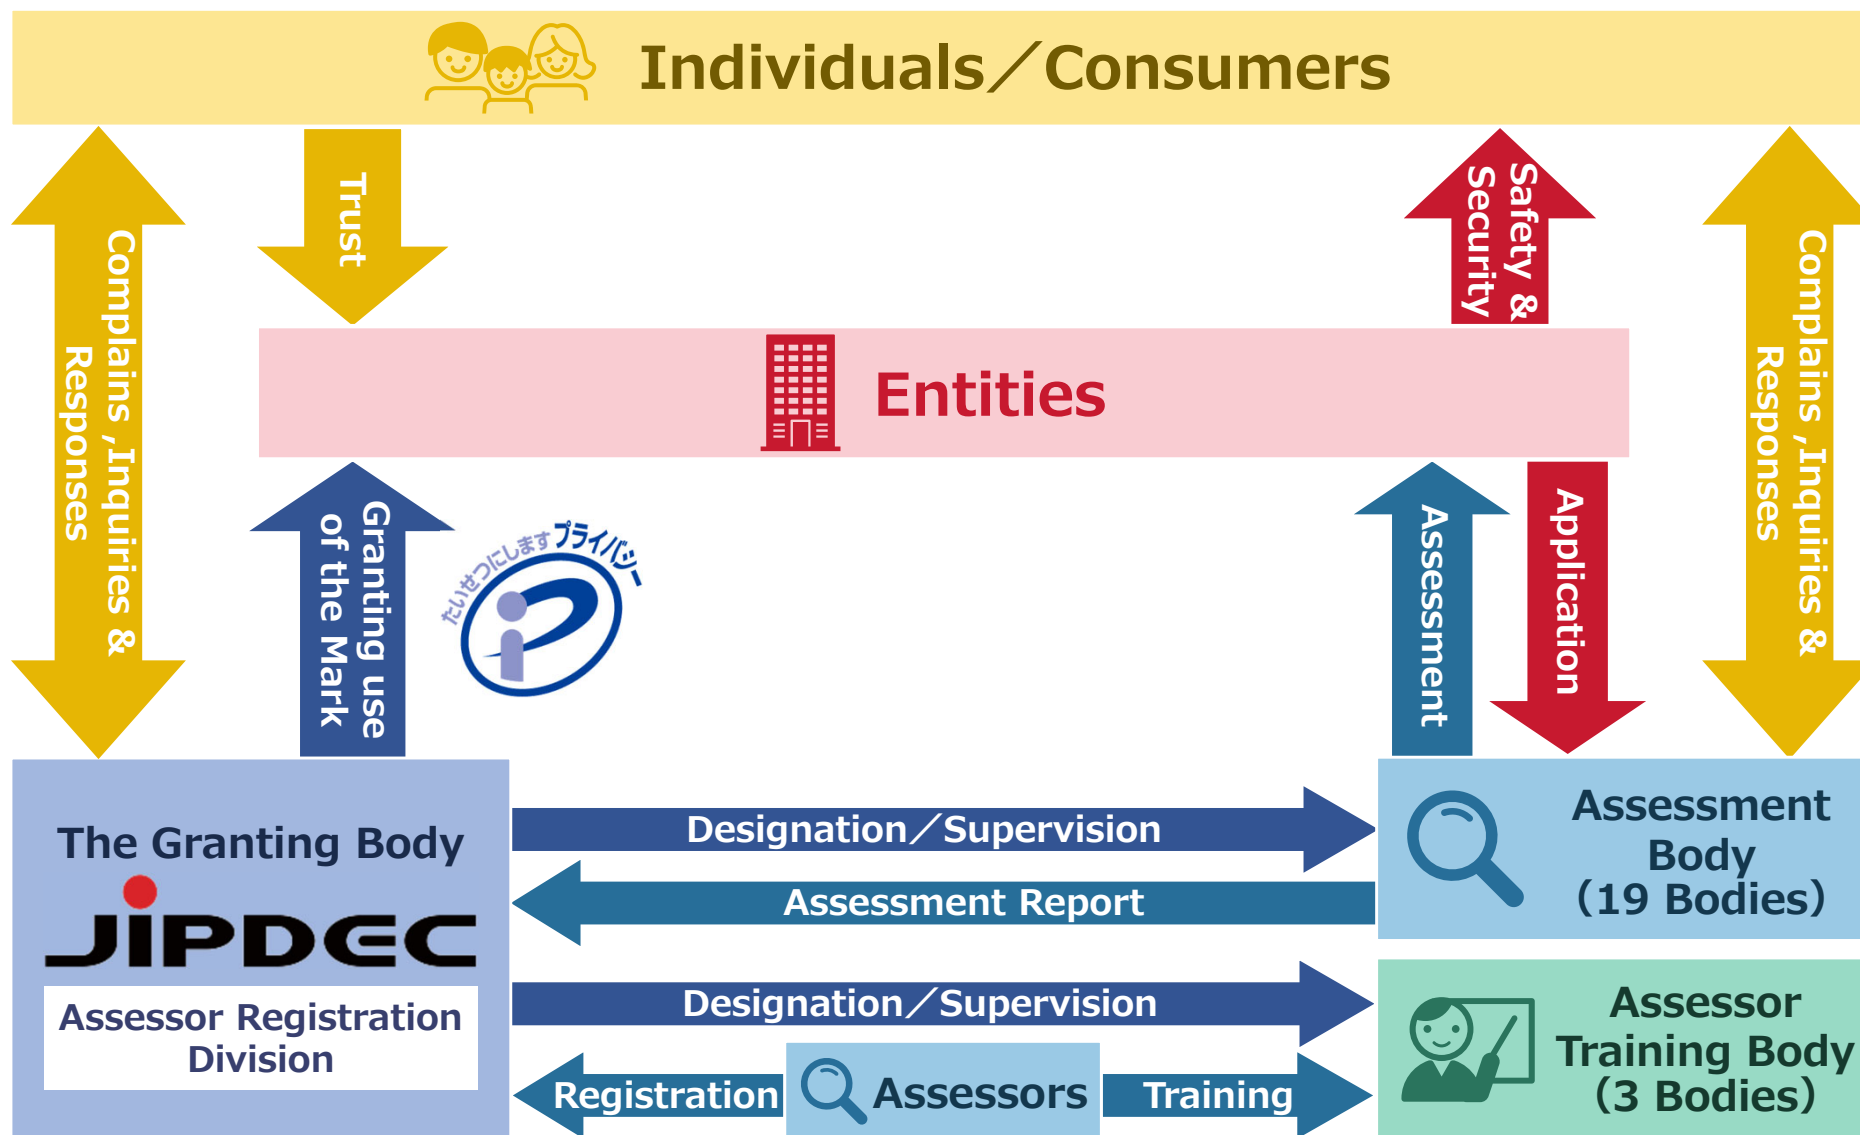 Individuals／Consumers
Complains ,Inquiries &
Responses
Trust
Safety &
Security
Complains ,Inquiries &
Responses
Entities
Granting use
of the Mark
たいせつにします プライバシー
Assessment
Application
The Granting Body
JIPDEC
Assessor Registration
Division
Designation／Supervision
Assessment Report
Assessment
Body
(19 Bodies)
Designation／Supervision
Registration
Assessors
Training
Assessor
Training Body
(3 Bodies)